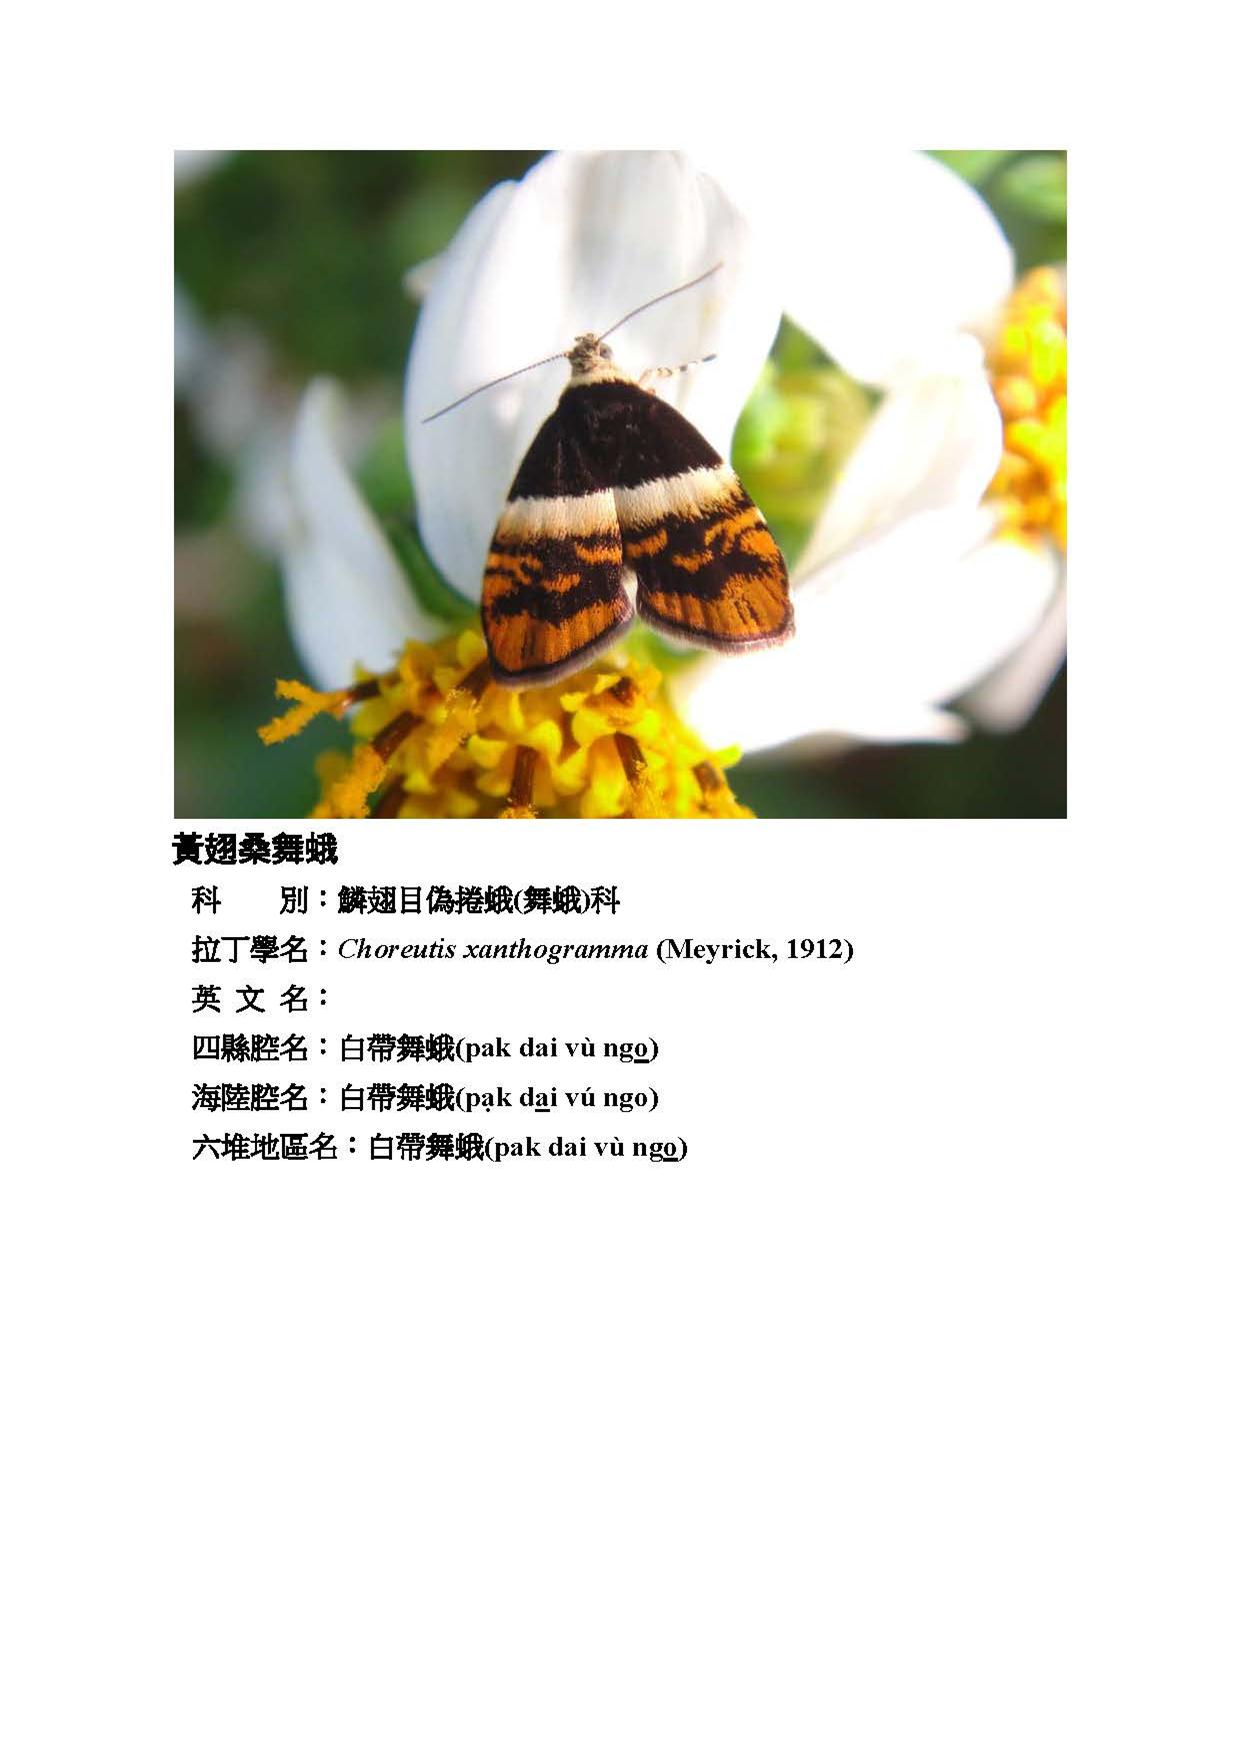 黃翅桑舞蛾
科　　別：鱗翅目偽捲蛾(舞蛾)科
拉丁學名：Choreutis xanthogramma (Meyrick, 1912)
英 文 名：
四縣腔名：白帶舞蛾(pak dai vù ngo̲)
海陸腔名：白帶舞蛾(pạk da̲i vú ngo)
六堆地區名：白帶舞蛾(pak dai vù ngo̲)